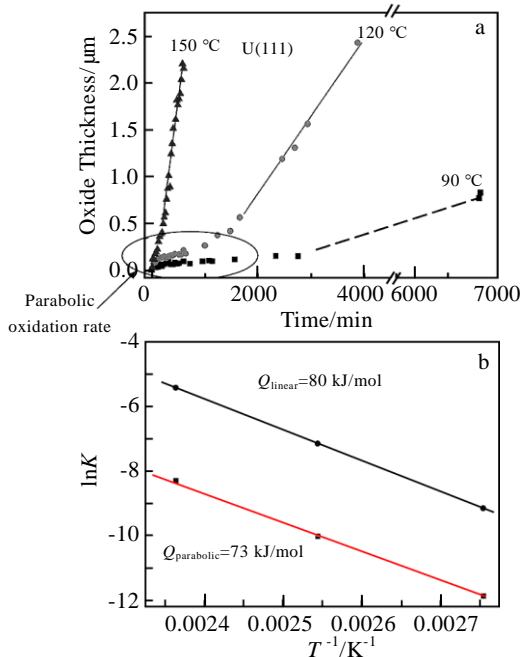 a
150 °C
U(111)
120 °C
90 °C
2.5
2.0
1.5
1.0
0.5
0.0
Oxide Thickness/μm
Parabolic
oxidation rate
0
2000
4000
6000
7000
Time/min
b
Qlinear=80 kJ/mol
Qparabolic=73 kJ/mol
-4
-6
-8
-10
-12
lnK
0.0024
0.0025
0.0026
0.0027
T -1/K-1